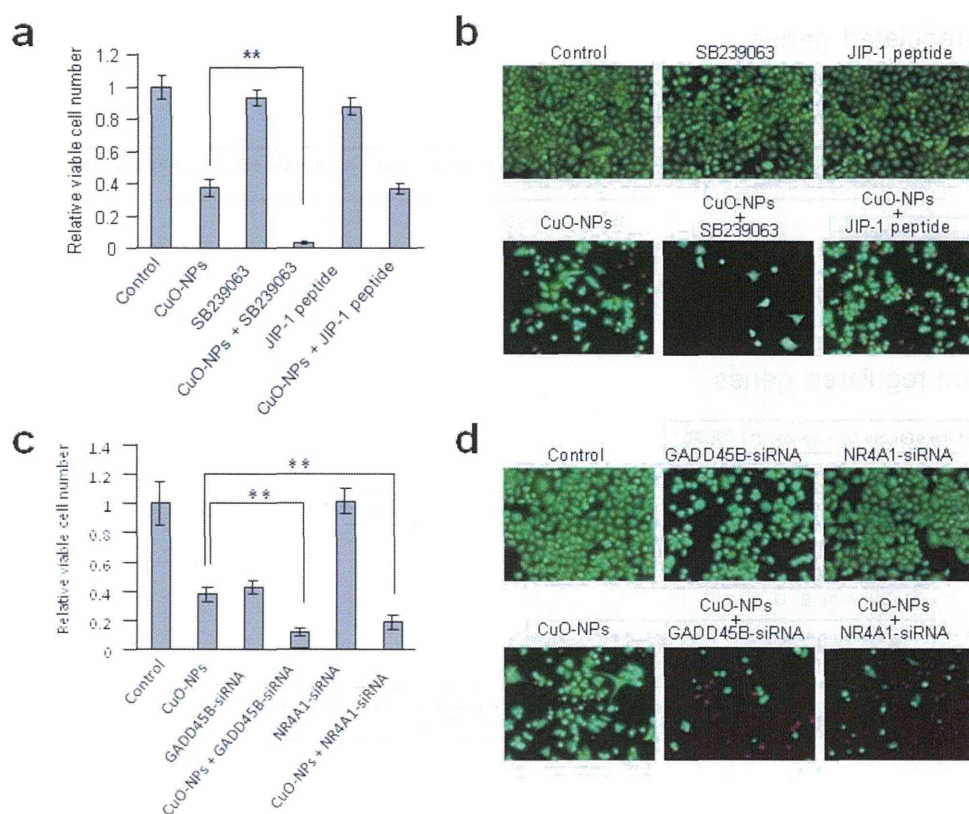 a
Relative viable cell number
1.2
1
0.8
0.6
0.4
0.2
0
**
Control
CuO-NPs
SB239063
CuO-NPs + SB239063
JIP-1 peptide
CuO-NPs + JIP-1 peptide
b
Control
SB239063
JIP-1 peptide
CuO-NPs
CuO-NPs
+
SB239063
CuO-NPs
+
JIP-1 peptide
c
Relative viable cell number
1.4
1.2
1
0.8
0.6
0.4
0.2
0
**
**
Control
CuO-NPs
GADD45B-siRNA
CuO-NPs + GADD45B-siRNA
NR4A1-siRNA
CuO-NPs + NR4A1-siRNA
d
Control
GADD45B-siRNA
NR4A1-siRNA
CuO-NPs
CuO-NPs
+
GADD45B-siRNA
CuO-NPs
+
NR4A1-siRNA